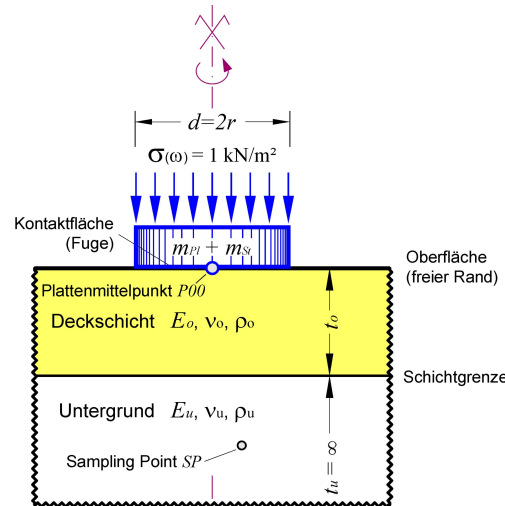 d=2r
σ(ω) = 1 kN/m²
Kontaktfläche
(Fuge)
mPl + mSt
Oberfläche
(freier Rand)
Plattenmittelpunkt P00
Deckschicht Eo, νo, ρo
to
Schichtgrenze
Untergrund Eu, νu, ρu
Sampling Point SP
tu = ∞